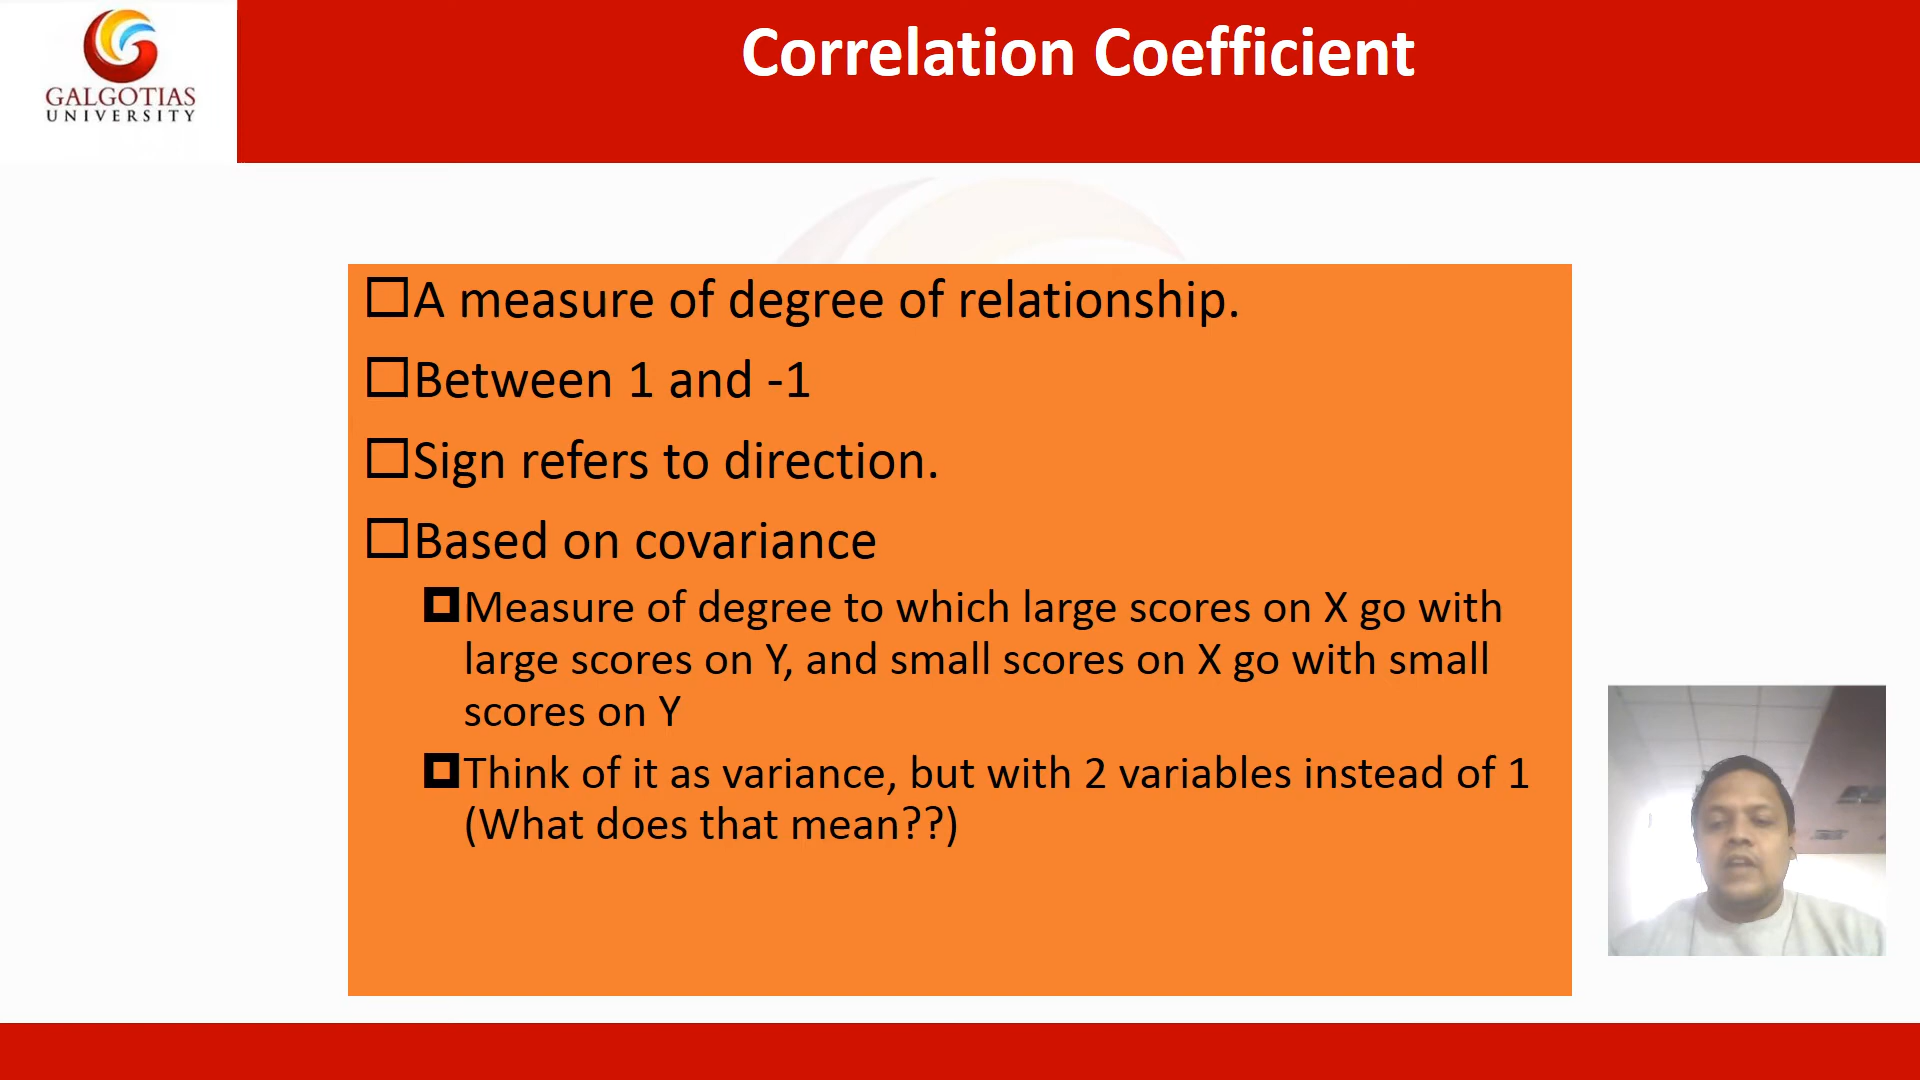 GALGOTIAS
UNIVERSITY
Correlation Coefficient
A measure of degree of relationship.
Between 1 and -1
Sign refers to direction.
Based on covariance
Measure of degree to which large scores on X go with
large scores on Y, and small scores on X go with small
scores on Y
Think of it as variance, but with 2 variables instead of 1
(What does that mean??)